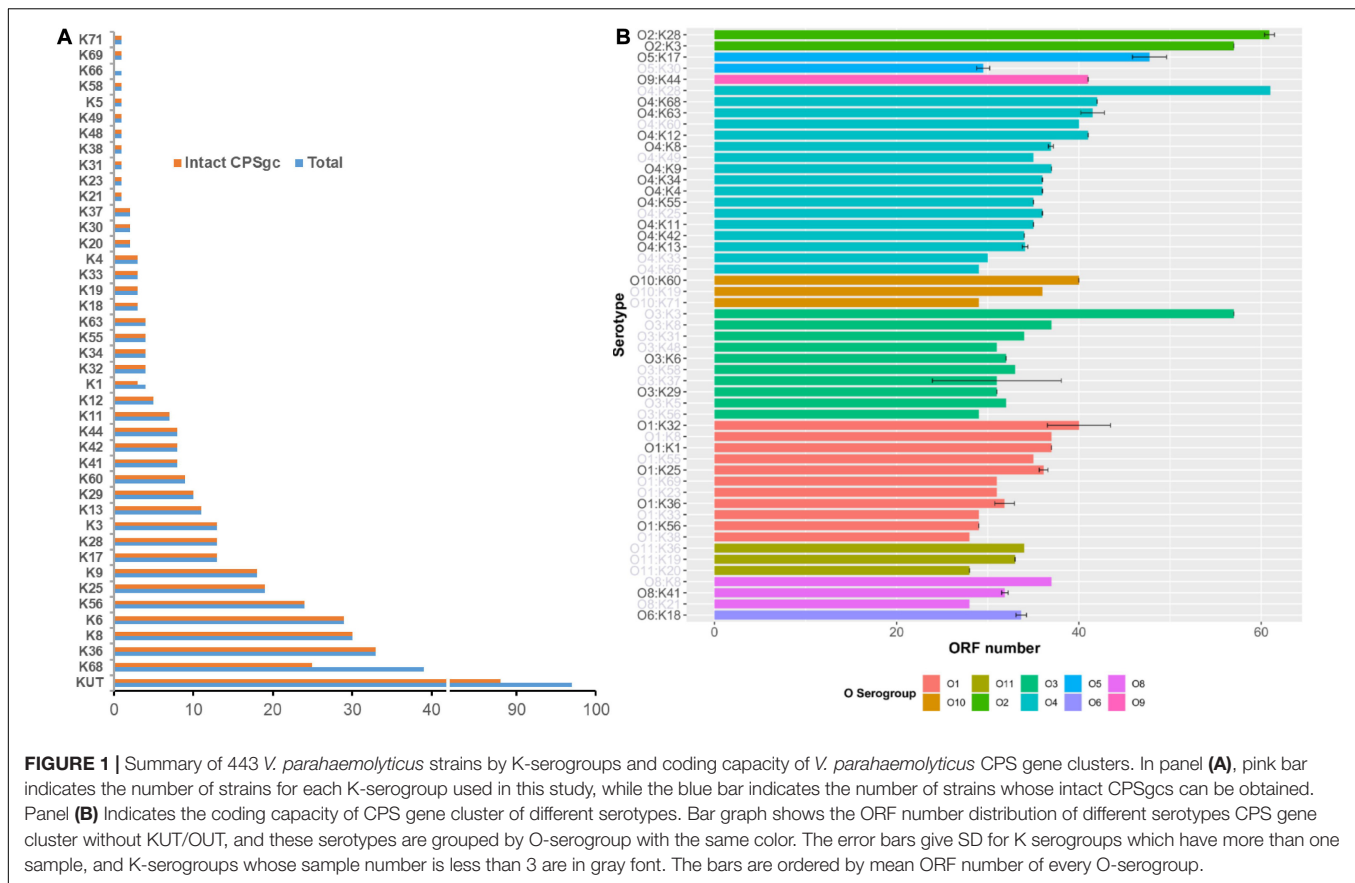 A
K71
K69
K66
K58
K5
K49
K48
K38
K31
K23
K21
K37
K30
K20
K4
K33
K19
K18
K63
K55
K34
K32
K1
K12
K11
K44
K42
K41
K60
K29
K13
K3
K28
K17
K9
K25
K56
K6
K8
K36
K68
KUT
Intact CPSgc Total
0 10 20 30 40 90 100
B
Serotype
O2:K28
O2:K3
O5:K17
O5:K30
O9:K44
O4:K28
O4:K68
O4:K63
O4:K60
O4:K12
O4:K8
O4:K49
O4:K9
O4:K34
O4:K4
O4:K55
O4:K25
O4:K11
O4:K42
O4:K13
O4:K33
O4:K56
O10:K60
O10:K19
O10:K71
O3:K3
O3:K8
O3:K31
O3:K48
O3:K6
O3:K58
O3:K37
O3:K29
O3:K5
O3:K56
O1:K32
O1:K8
O1:K1
O1:K55
O1:K25
O1:K69
O1:K23
O1:K36
O1:K33
O1:K56
O1:K38
O11:K36
O11:K19
O11:K20
O8:K8
O8:K41
O8:K21
O6:K18
0 20 40 60
ORF number
O Serogroup
O1 O11 O3 O5 O8
O10 O2 O4 O6 O9
FIGURE 1 | Summary of 443 V. parahaemolyticus strains by K-serogroups and coding capacity of V. parahaemolyticus CPS gene clusters. In panel (A), pink bar
indicates the number of strains for each K-serogroup used in this study, while the blue bar indicates the number of strains whose intact CPSgcs can be obtained.
Panel (B) Indicates the coding capacity of CPS gene cluster of different serotypes. Bar graph shows the ORF number distribution of different serotypes CPS gene
cluster without KUT/OUT, and these serotypes are grouped by O-serogroup with the same color. The error bars give SD for K serogroups which have more than one
sample, and K-serogroups whose sample number is less than 3 are in gray font. The bars are ordered by mean ORF number of every O-serogroup.